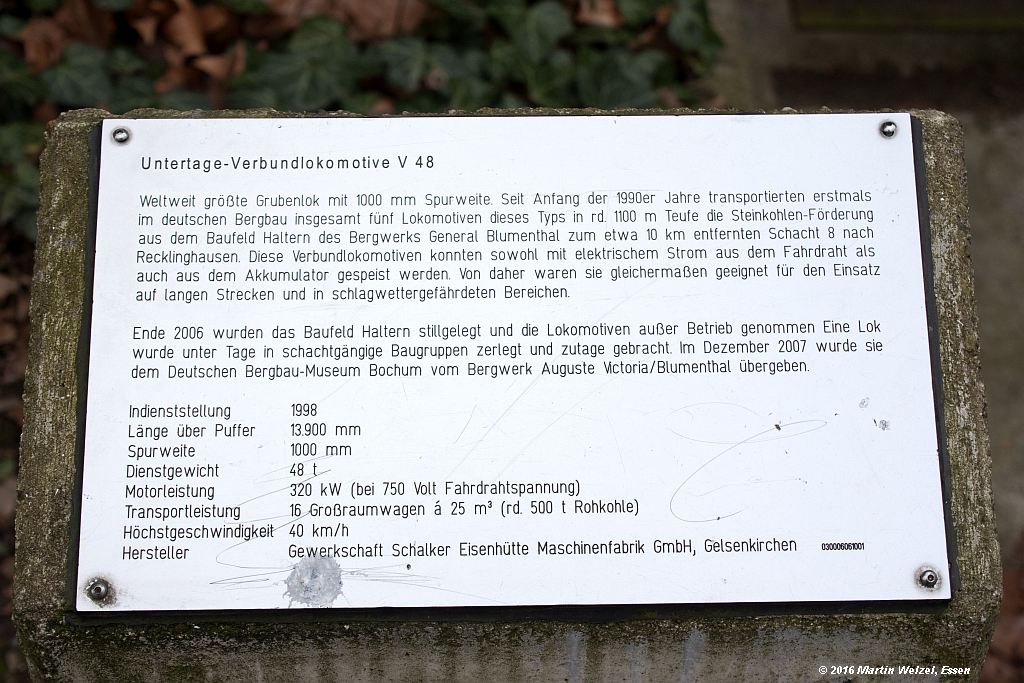 Untertage-Verbundlokomotive V 48
Weltweit größte Grubenlok mit 1000 mm Spurweite. Seit Anfang der 1990er Jahre transportierten erstmals
im deutschen Bergbau insgesamt fünf Lokomotiven dieses Typs in rd. 1100 m Teufe die Steinkohlen-Förderung
aus dem Baufeld Haltern des Bergwerks General Blumenthal zum etwa 10 km entfernten Schacht 8 nach
Recklinghausen. Diese Verbundlokomotiven konnten sowohl mit elektrischem Strom aus dem Fahrdraht als
auch aus dem Akkumulator gespeist werden. Von daher waren sie gleichermaßen geeignet für den Einsatz
auf langen Strecken und in schlagwettergefährdeten Bereichen.
Ende 2006 wurden das Baufeld Haltern stillgelegt und die Lokomotiven außer Betrieb genommen Eine Lok
wurde unter Tage in schachtgängige Baugruppen zerlegt und zutage gebracht. Im Dezember 2007 wurde sie
dem Deutschen Bergbau-Museum Bochum vom Bergwerk Auguste Victoria/Blumenthal übergeben.
Indienststellung 1998
Länge über Puffer 13.900 mm
Spurweite 1000 mm
Dienstgewicht 48 t
Motorleistung 320 kW (bei 750 Volt Fahrdrahtspannung)
Transportleistung 16 Großraumwagen á 25 m³ (rd. 500 t Rohkohle)
Höchstgeschwindigkeit 40 km/h
Hersteller Gewerkschaft Schalker Eisenhütte Maschinenfabrik GmbH, Gelsenkirchen 030006061001
© 2016 Martin Welzel, Essen